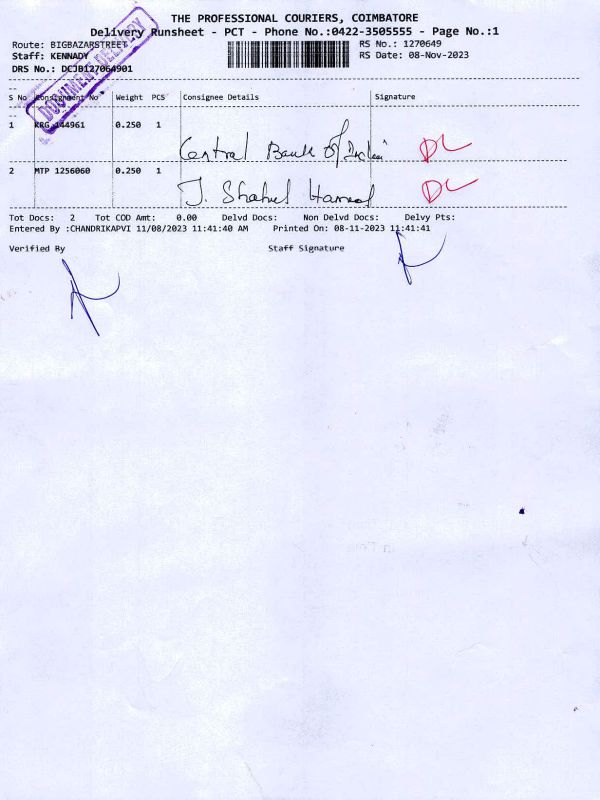 THE PROFESSIONAL COURIERS, COIMBATORE
Delivery Runsheet - PCT - Phone No.:0422-3505555 - Page No.:1
Route: BIGBAZARSTREET RS No.: 1270649
Staff: KENNADY RS Date: 08-Nov-2023
DRS No.: DCJB127064901
DOCUMENT DELIVERY
S No Consignment No Weight PCS Consignee Details Signature
1 KRG 144961 0.250 1
Central Bank of India DL
2 MTP 1256060 0.250 1
J. Shahul Hameed DL
Tot Docs: 2 Tot COD Amt: 0.00 Delvd Docs: Non Delvd Docs: Delvy Pts:
Entered By :CHANDRIKAPVI 11/08/2023 11:41:40 AM Printed On: 08-11-2023 11:41:41
Verified By Staff Signature